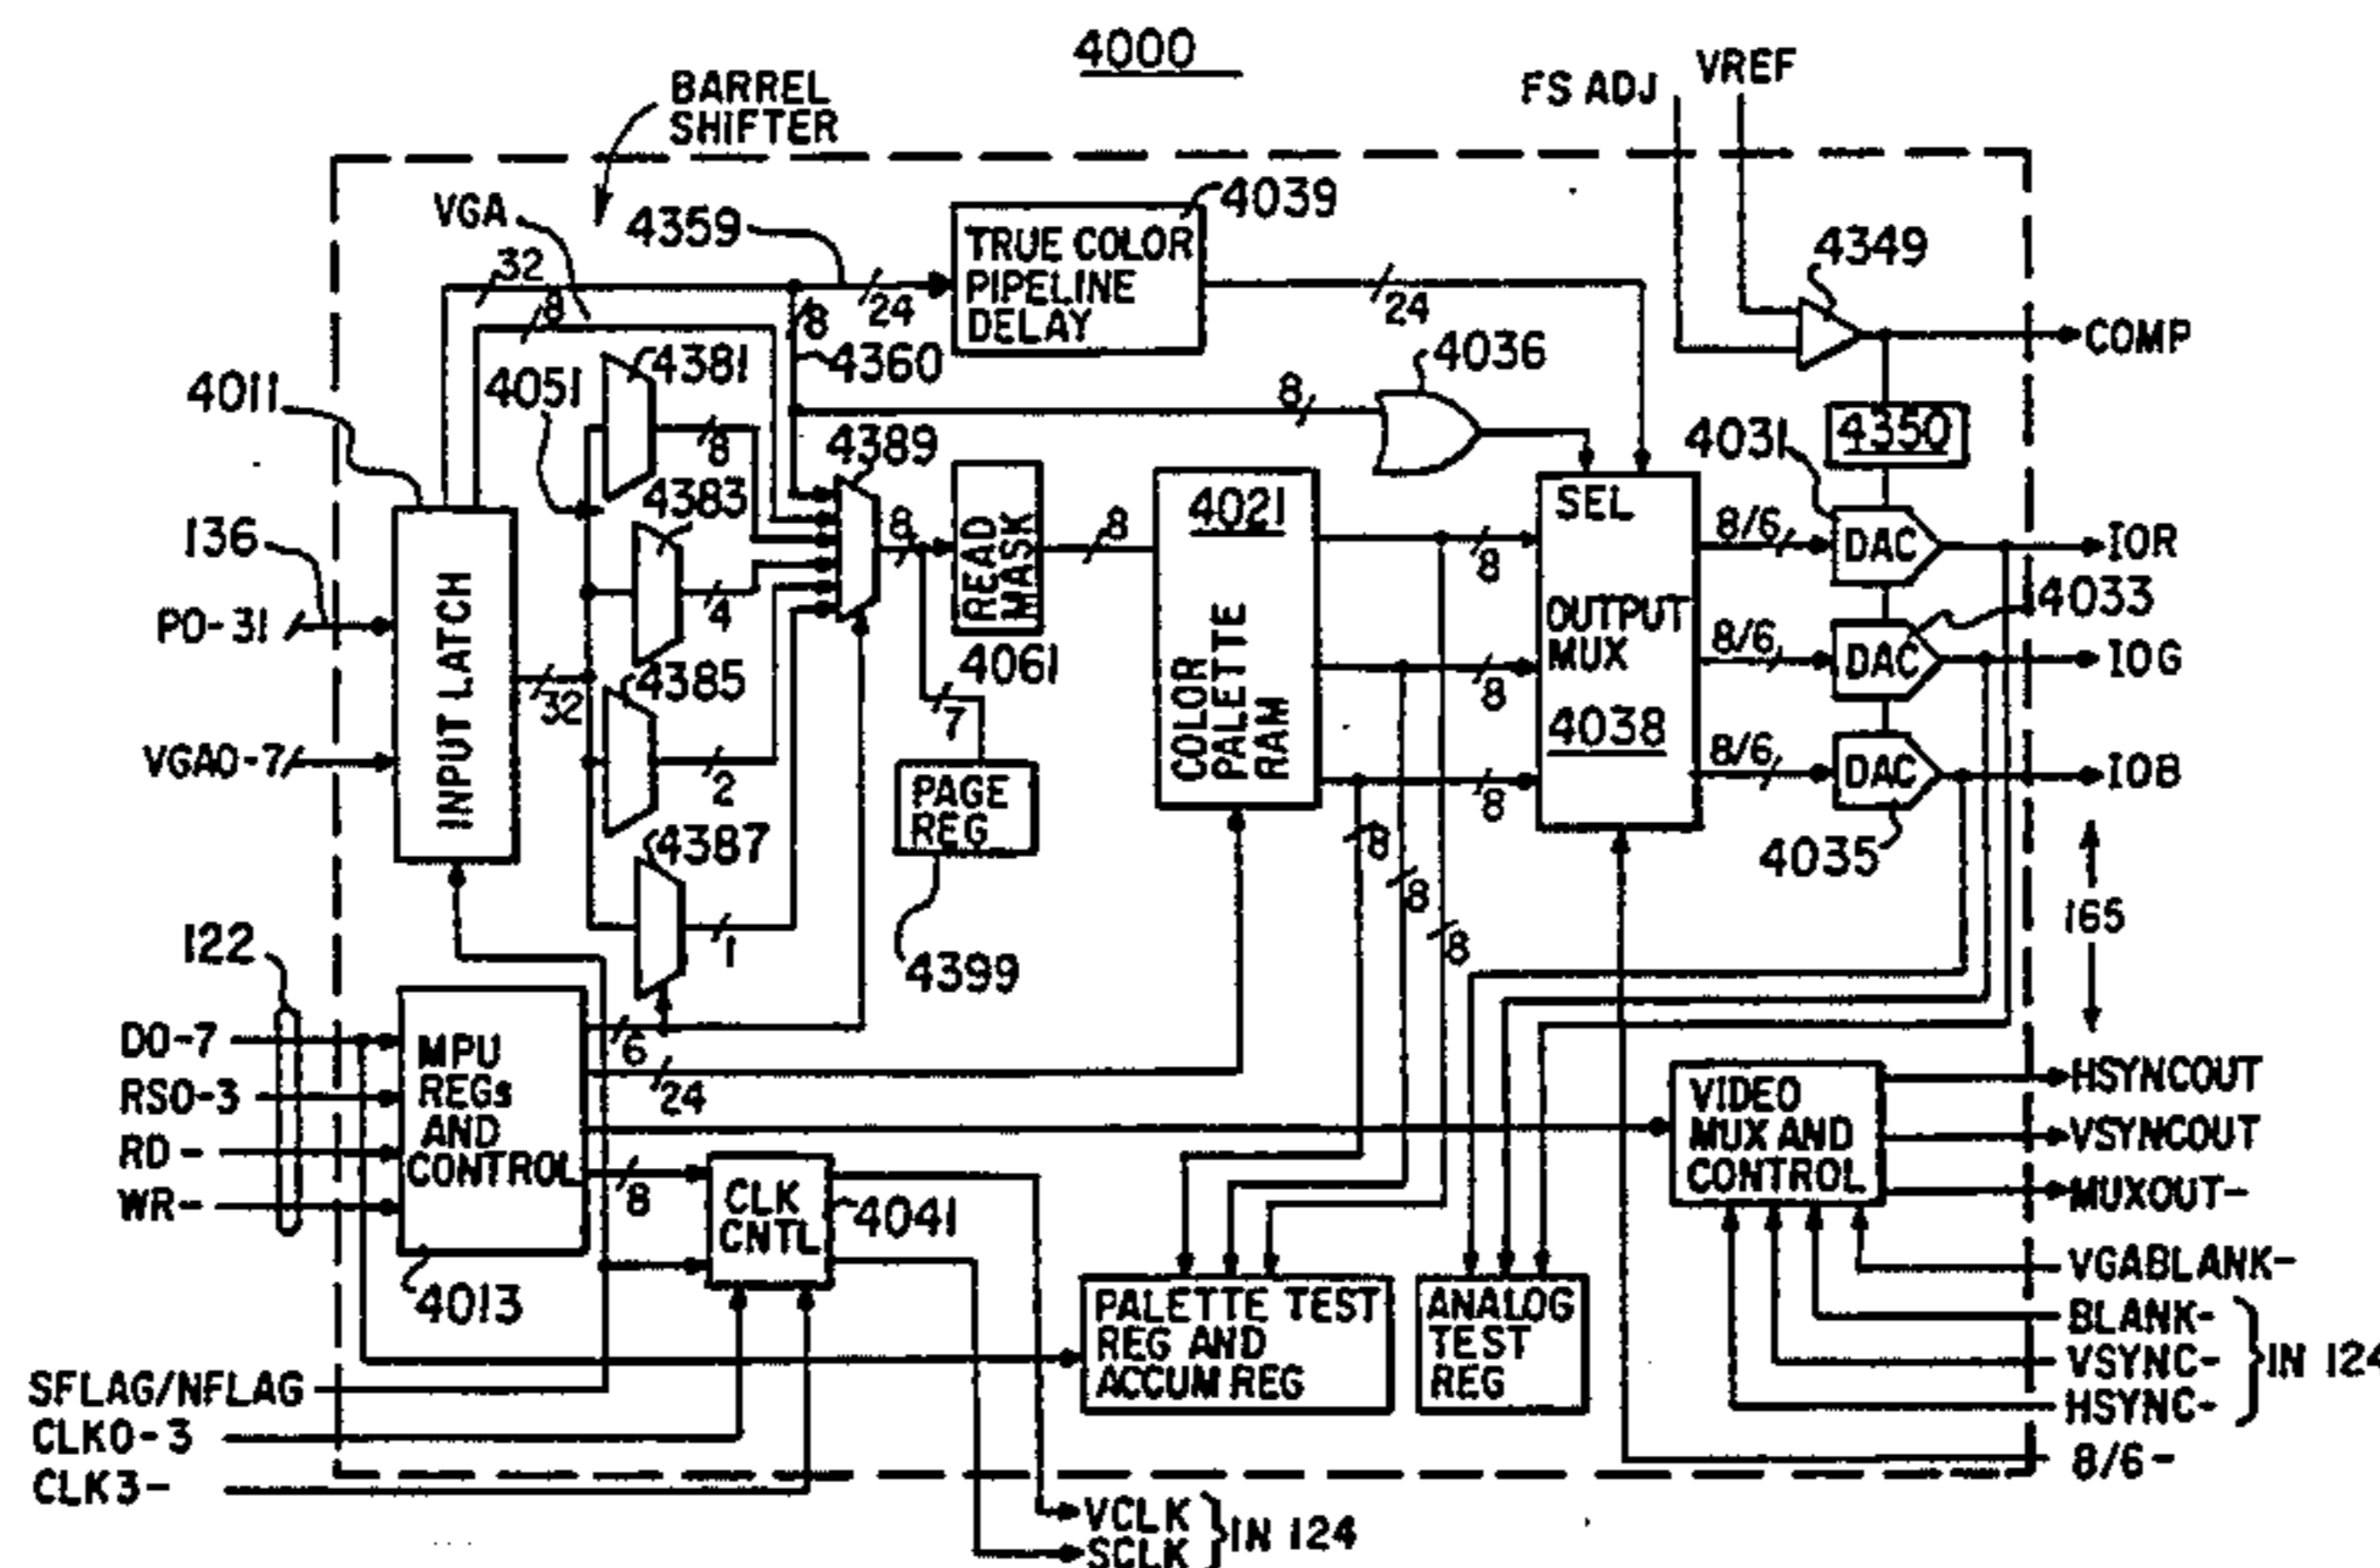 4000
BARREL
SHIFTER
FS ADJ
VREF
VGA
4359
4039
32
8
8
24
TRUE COLOR
PIPELINE
DELAY
24
4349
COMP
4011
4051
4381
4360
4036
8
8
4389
4031
4350
4383
136
INPUT LATCH
8
READ
MASK
8
4021
COLOR
PALETTE
RAM
SEL
OUTPUT
MUX
4038
8
8/6
DAC
IOR
4033
P0-31
4
4385
32
4061
8
8/6
DAC
IOG
7
VGA0-7
2
PAGE
REG
8
8/6
DAC
IOB
4387
4035
8
8
8
165
122
1
4399
D0-7
RS0-3
RD-
WR-
MPU
REGs
AND
CONTROL
6
24
8
4013
CLK
CNTL
4041
VIDEO
MUX AND
CONTROL
HSYNCOUT
VSYNCOUT
MUXOUT-
PALETTE TEST
REG AND
ACCUM REG
ANALOG
TEST
REG
VGABLANK-
BLANK-
VSYNC-
HSYNC-
IN 124
8/6-
SFLAG/NFLAG
CLK0-3
CLK3-
VCLK
SCLK
IN 124